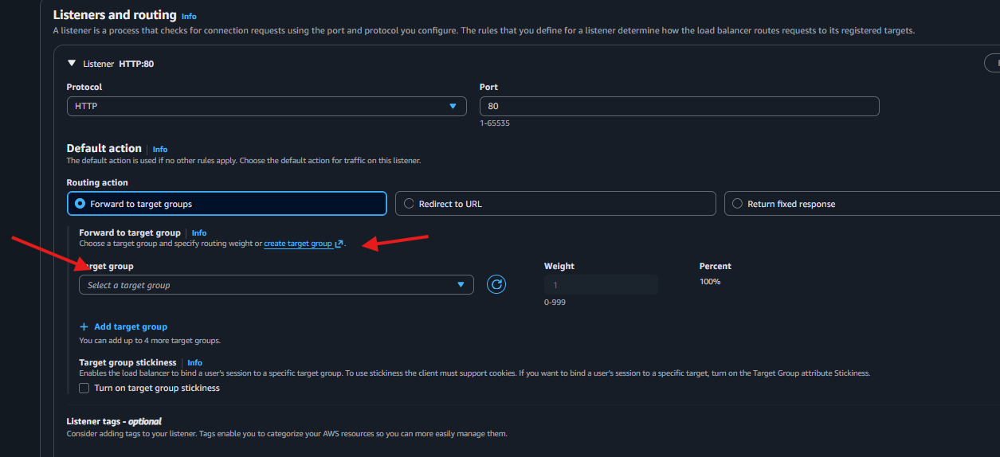 Listeners and routing Info
A listener is a process that checks for connection requests using the port and protocol you configure. The rules that you define for a listener determine how the load balancer routes requests to its registered targets.
Listener HTTP:80
Protocol Port
HTTP 80
1-65535
Default action Info
The default action is used if no other rules apply. Choose the default action for traffic on this listener.
Routing action
Forward to target groups Redirect to URL Return fixed response
Forward to target group Info
Choose a target group and specify routing weight or create target group.
group Weight Percent
Select a target group 1 100%
0-999
Add target group
You can add up to 4 more target groups.
Target group stickiness Info
Enables the load balancer to bind a user's session to a specific target group. To use stickiness the client must support cookies. If you want to bind a user's session to a specific target, turn on the Target Group attribute Stickiness.
Turn on target group stickiness
Listener tags - optional
Consider adding tags to your listener. Tags enable you to categorize your AWS resources so you can more easily manage them.